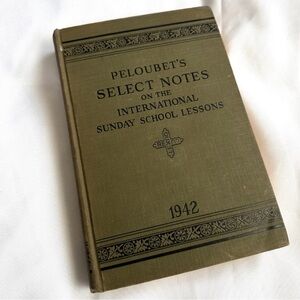 PELOUBET'S
SELECT NOTES
ON THE
INTERNATIONAL
SUNDAY SCHOOL LESSONS
1942